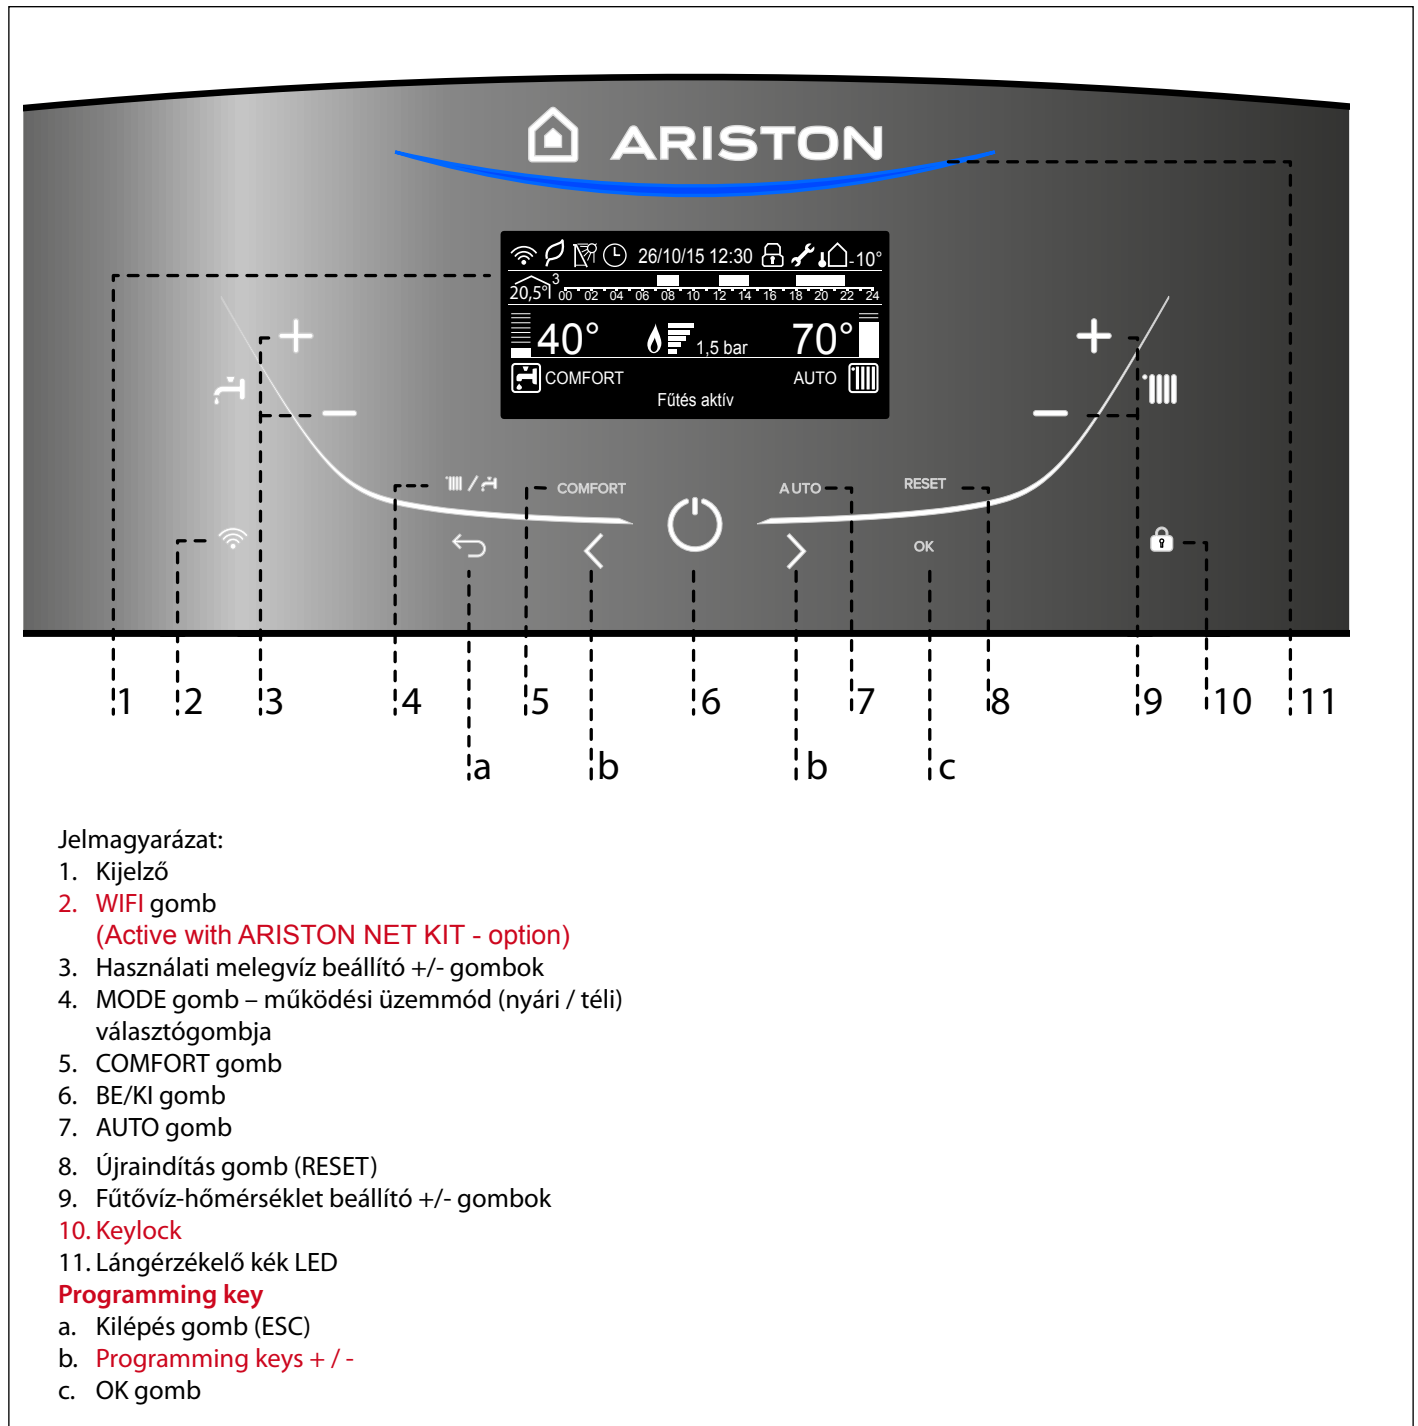 ARISTON
26/10/15 12:30 -10°
3
20,5° 00 02 04 06 08 10 12 14 16 18 20 22 24
40° 1,5 bar 70°
COMFORT AUTO
Fűtés aktív
/ COMFORT AUTO RESET
OK
1 2 3 4 5 6 7 8 9 10 11
a b b c
Jelmagyarázat:
1. Kijelző
2. WIFI gomb
(Active with ARISTON NET KIT - option)
3. Használati melegvíz beállító +/- gombok
4. MODE gomb – működési üzemmód (nyári / téli)
választógombja
5. COMFORT gomb
6. BE/KI gomb
7. AUTO gomb
8. Újraindítás gomb (RESET)
9. Fűtővíz-hőmérséklet beállító +/- gombok
10. Keylock
11. Lángérzékelő kék LED
Programming key
a. Kilépés gomb (ESC)
b. Programming keys + / -
c. OK gomb